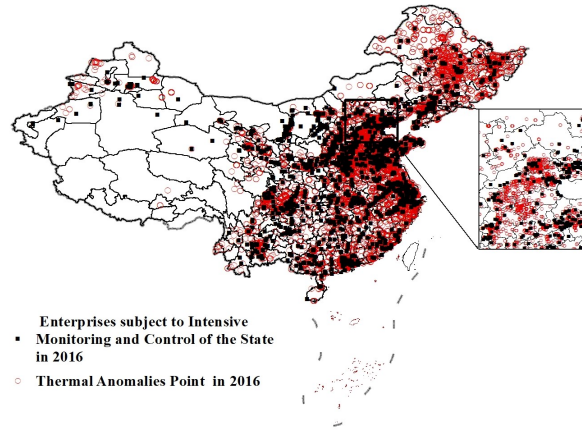 Enterprises subject to Intensive
Monitoring and Control of the State
in 2016
Thermal Anomalies Point in 2016